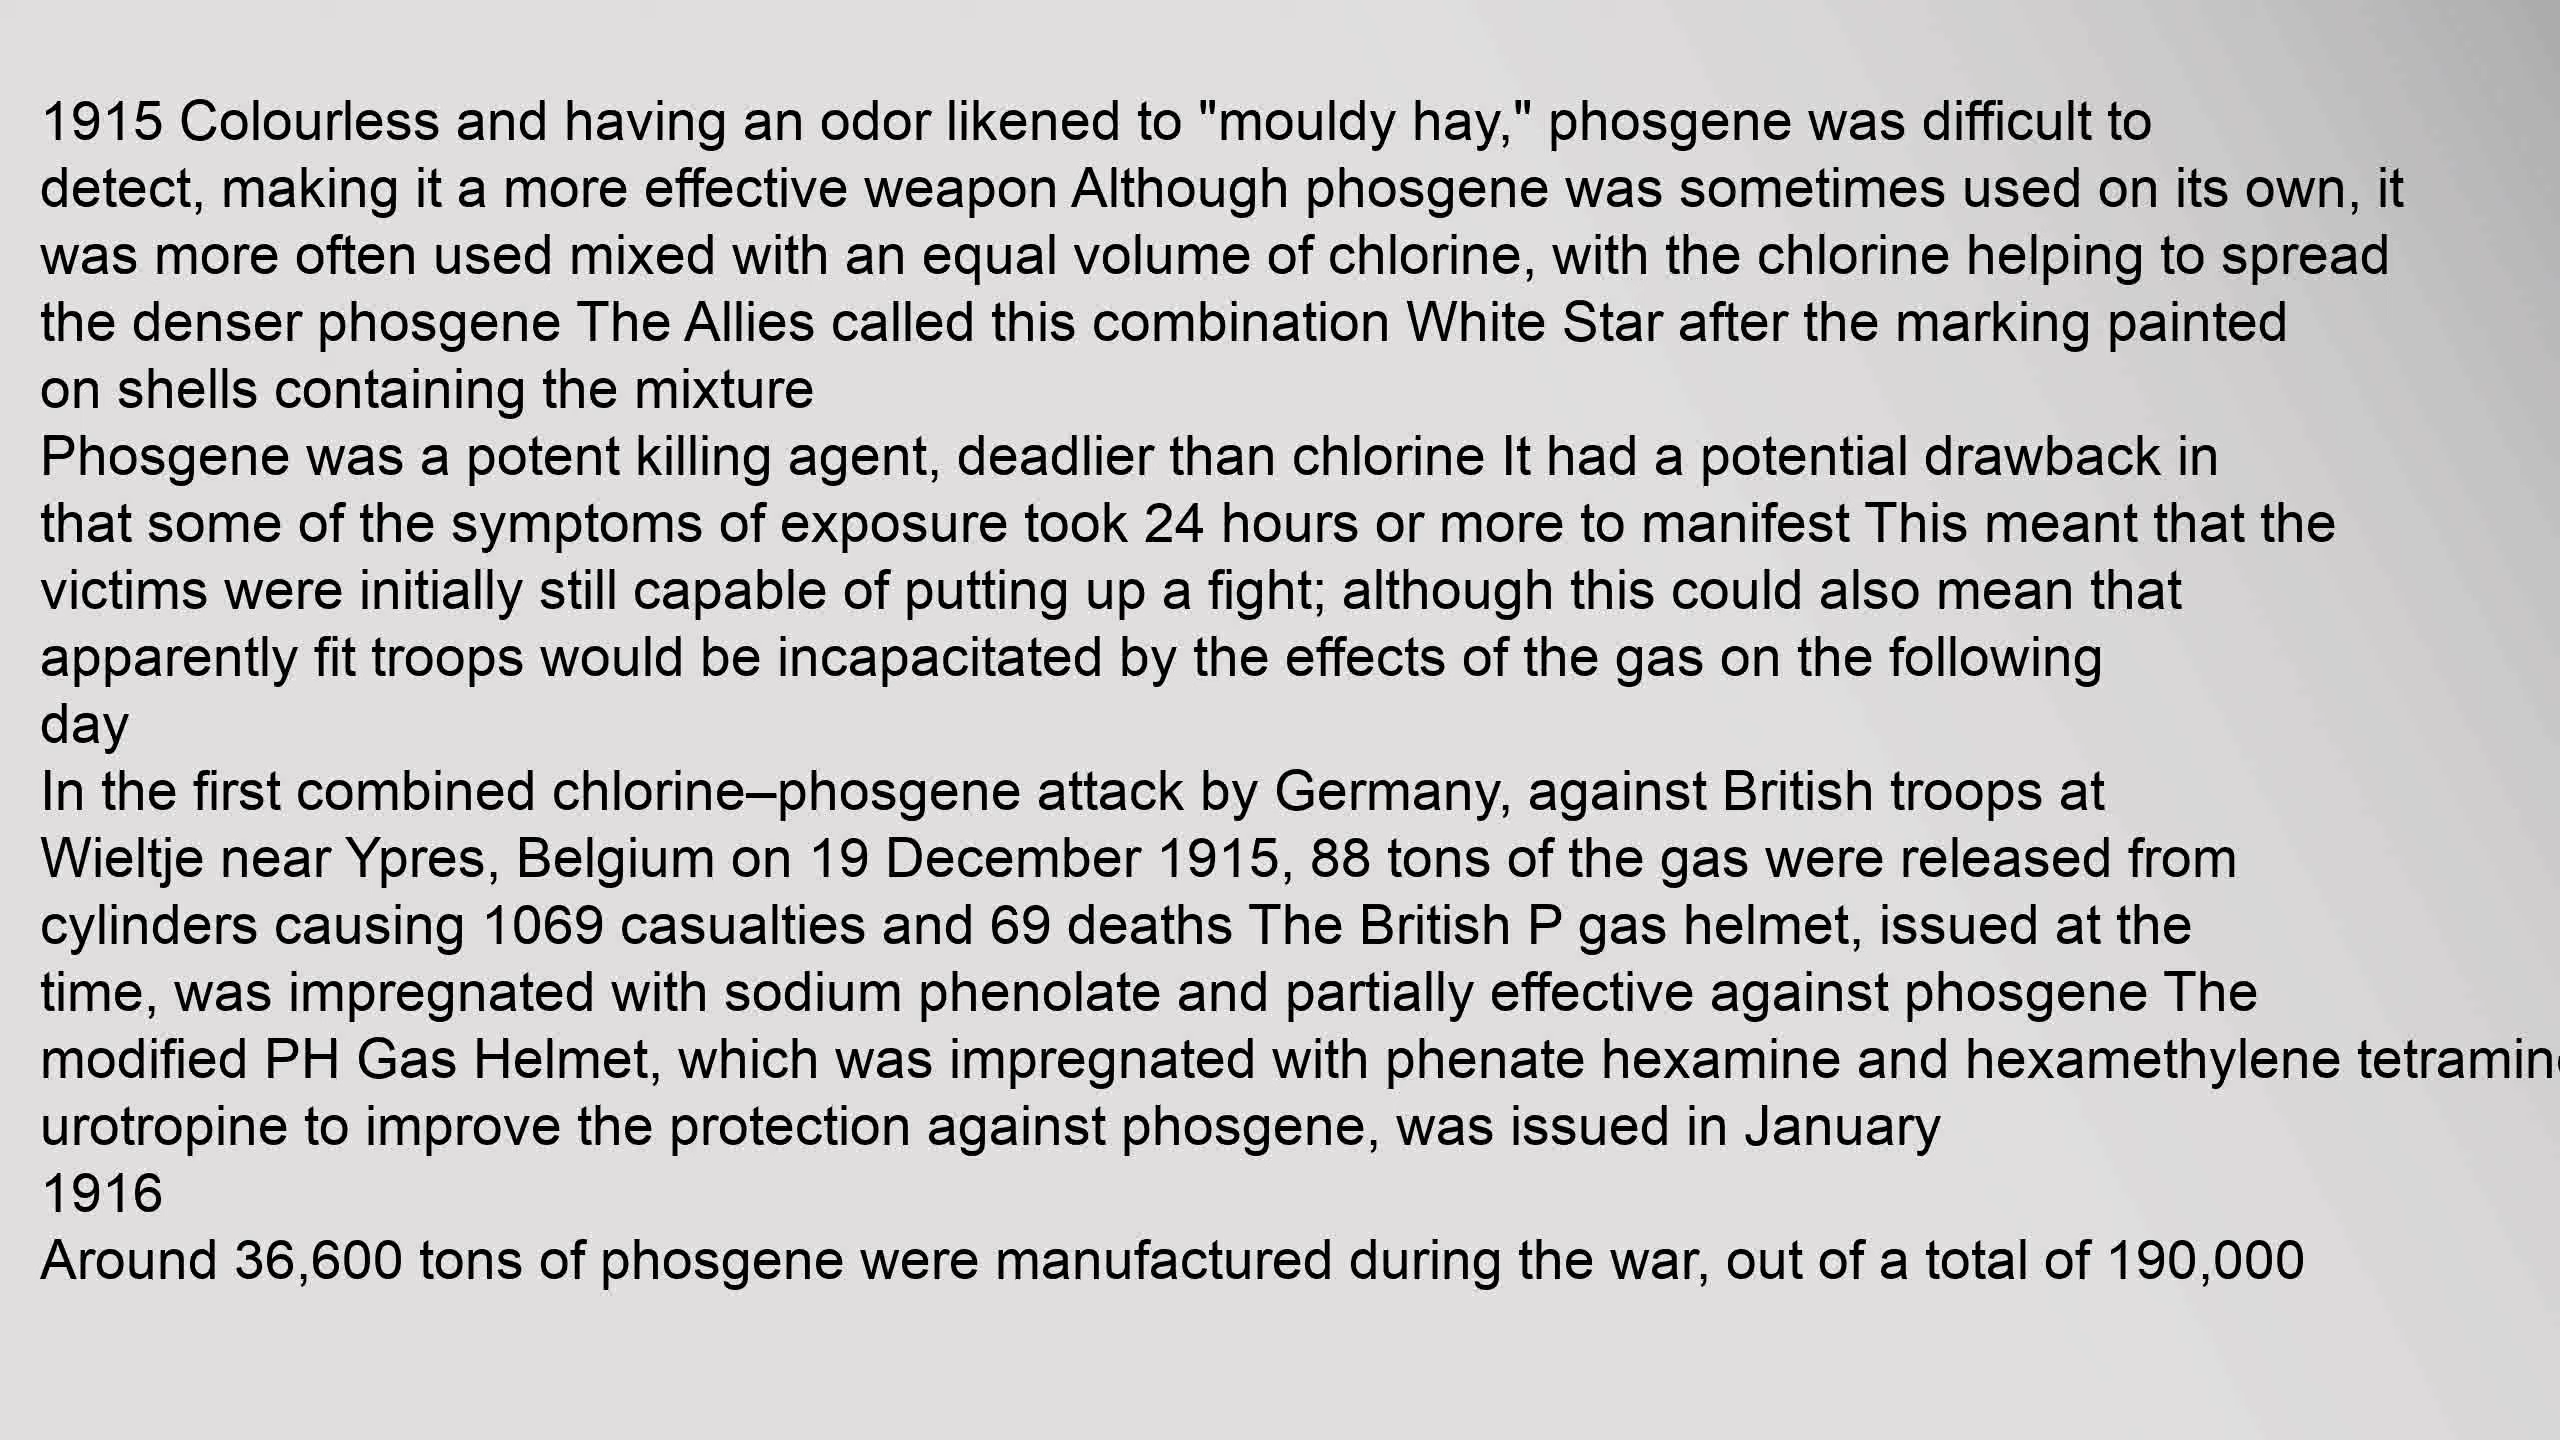 1915 Colourless and having an odor likened to "mouldy hay," phosgene was difficult to
detect, making it a more effective weapon Although phosgene was sometimes used on its own, it
was more often used mixed with an equal volume of chlorine, with the chlorine helping to spread
the denser phosgene The Allies called this combination White Star after the marking painted
on shells containing the mixture
Phosgene was a potent killing agent, deadlier than chlorine It had a potential drawback in
that some of the symptoms of exposure took 24 hours or more to manifest This meant that the
victims were initially still capable of putting up a fight; although this could also mean that
apparently fit troops would be incapacitated by the effects of the gas on the following
day
In the first combined chlorine–phosgene attack by Germany, against British troops at
Wieltje near Ypres, Belgium on 19 December 1915, 88 tons of the gas were released from
cylinders causing 1069 casualties and 69 deaths The British P gas helmet, issued at the
time, was impregnated with sodium phenolate and partially effective against phosgene The
modified PH Gas Helmet, which was impregnated with phenate hexamine and hexamethylene tetramine
urotropine to improve the protection against phosgene, was issued in January
1916
Around 36,600 tons of phosgene were manufactured during the war, out of a total of 190,000